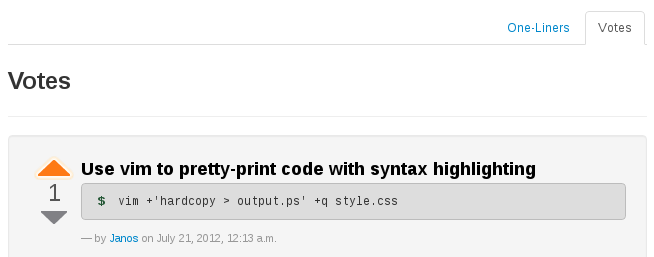 One-Liners Votes
Votes
Use vim to pretty-print code with syntax highlighting
1
$ vim +'hardcopy > output.ps' +q style.css
— by Janos on July 21, 2012, 12:13 a.m.